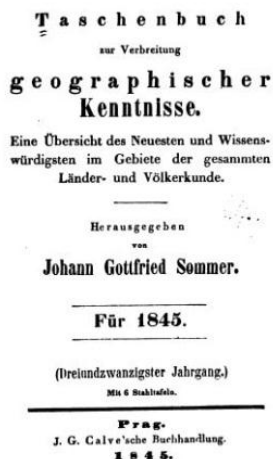 Taschenbuch
zur Verbreitung
geographischer
Kenntnisse.
Eine Übersicht des Neuesten und Wissens-
würdigsten im Gebiete der gesammten
Länder- und Völkerkunde.
Herausgegeben
von
Johann Gottfried Sommer.
Für 1845.
(Dreiundzwanzigster Jahrgang.)
Mit 6 Stahltafeln.
Prag.
J. G. Calve'sche Buchhandlung.
1845.